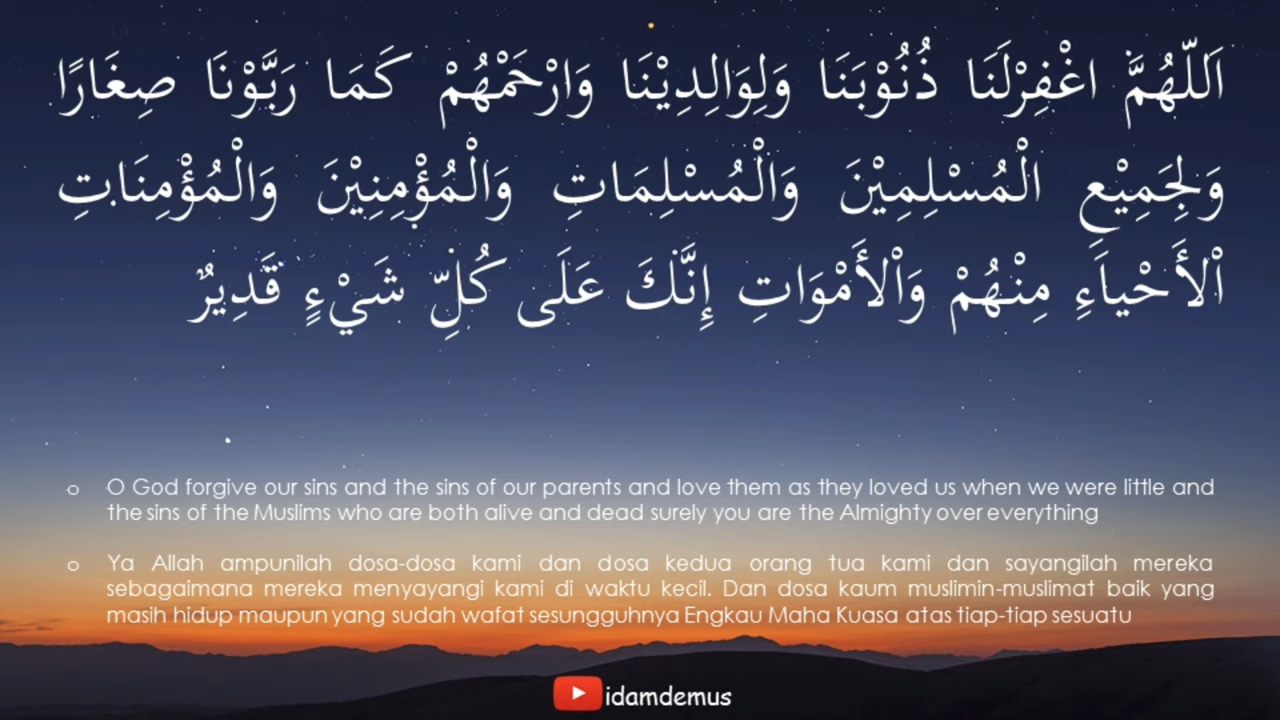 اَللّٰهُمَّ اغْفِرْلَنَا ذُنُوْبَنَا وَلِوَالِدِيْنَا وَارْحَمْهُمْ كَمَا رَبَّوْنَا صِغَارًا
وَلِجَمِيْعِ الْمُسْلِمِيْنَ وَالْمُسْلِمَاتِ وَالْمُؤْمِنِيْنَ وَالْمُؤْمِنَاتِ
اْلأَحْيَاَءِ مِنْهُمْ وَاْلأَمْوَاتِ إِنَّكَ عَلَى كُلِّ شَيْءٍ قَدِيرٌ
o O God forgive our sins and the sins of our parents and love them as they loved us when we were little and
the sins of the Muslims who are both alive and dead surely you are the Almighty over everything
o Ya Allah ampunilah dosa-dosa kami dan dosa kedua orang tua kami dan sayangilah mereka
sebagaimana mereka menyayangi kami di waktu kecil. Dan dosa kaum muslimin-muslimat baik yang
masih hidup maupun yang sudah wafat sesungguhnya Engkau Maha Kuasa atas tiap-tiap sesuatu
idamdemus